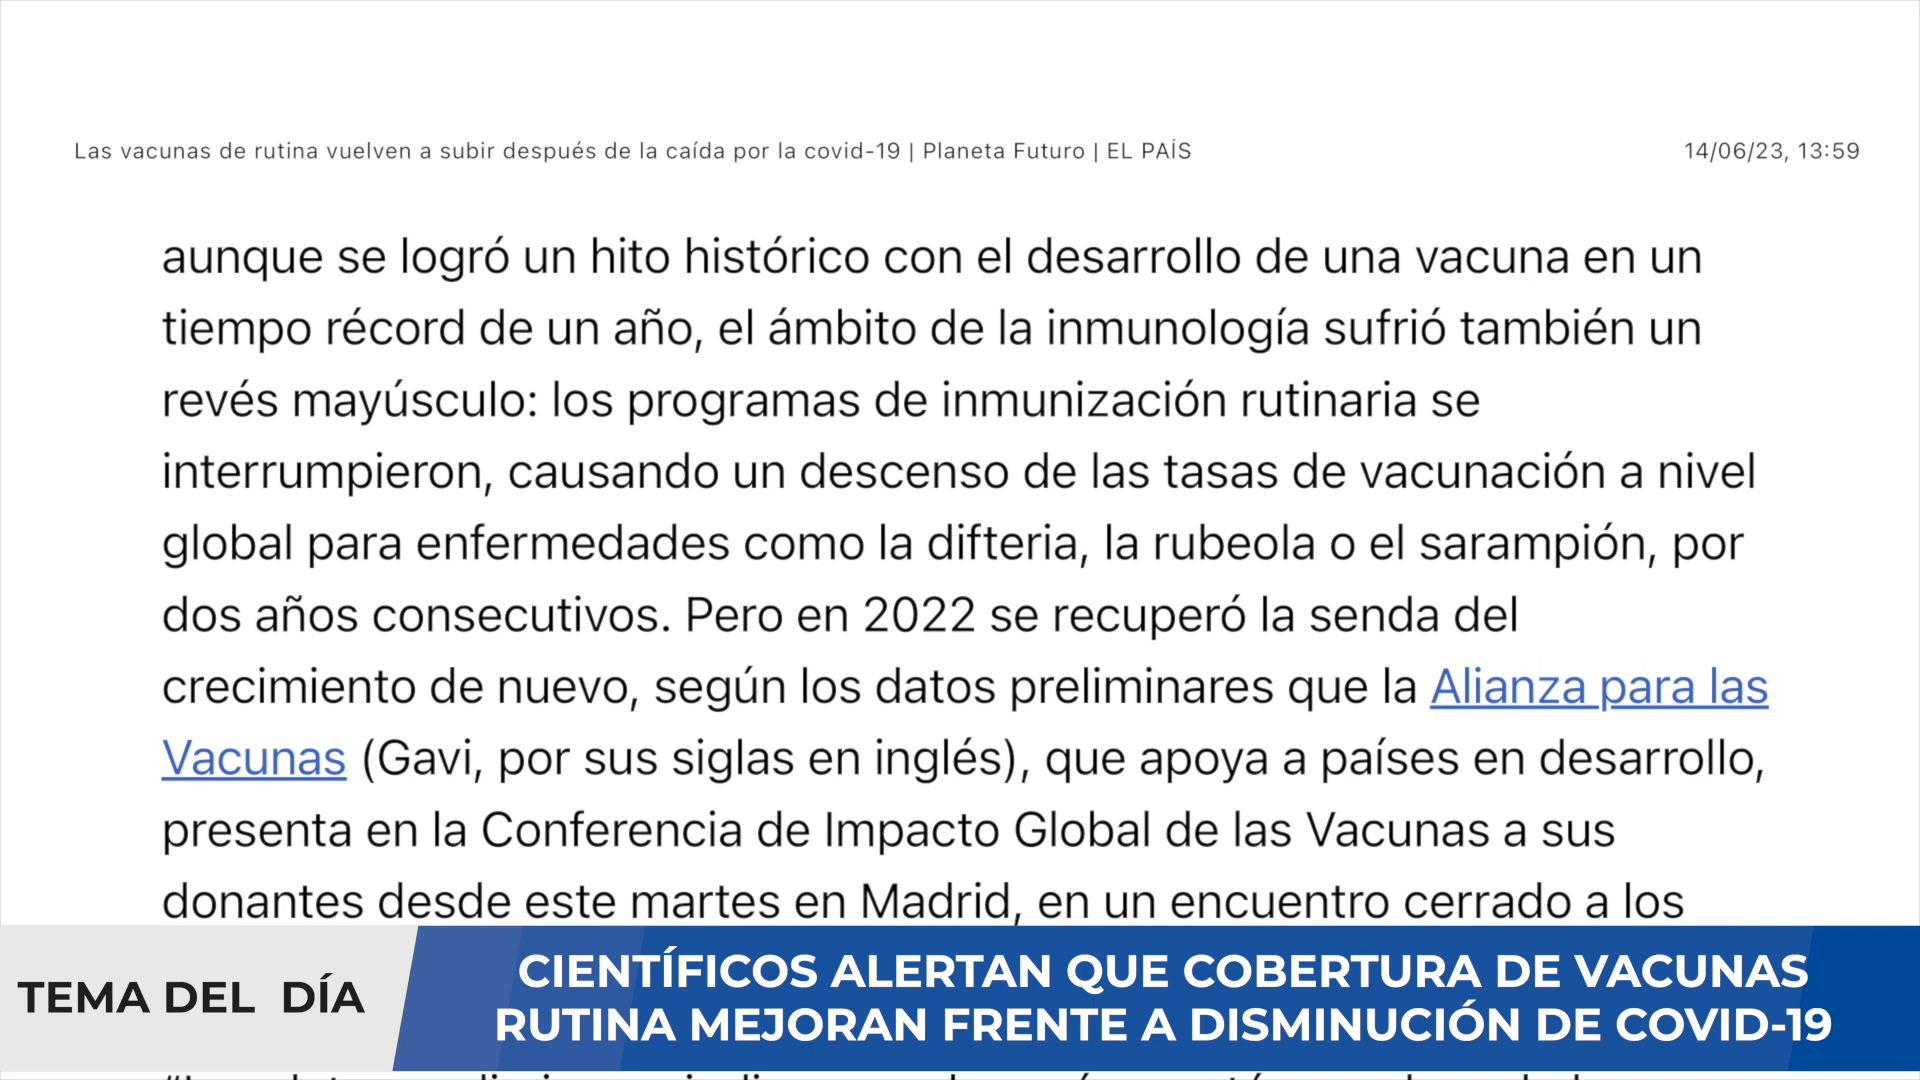 Las vacunas de rutina vuelven a subir después de la caída por la covid-19 | Planeta Futuro | EL PAÍS
14/06/23, 13:59
aunque se logró un hito histórico con el desarrollo de una vacuna en un
tiempo récord de un año, el ámbito de la inmunología sufrió también un
revés mayúsculo: los programas de inmunización rutinaria se
interrumpieron, causando un descenso de las tasas de vacunación a nivel
global para enfermedades como la difteria, la rubeola o el sarampión, por
dos años consecutivos. Pero en 2022 se recuperó la senda del
crecimiento de nuevo, según los datos preliminares que la Alianza para las
Vacunas (Gavi, por sus siglas en inglés), que apoya a países en desarrollo,
presenta en la Conferencia de Impacto Global de las Vacunas a sus
donantes desde este martes en Madrid, en un encuentro cerrado a los
TEMA DEL DÍA
CIENTÍFICOS ALERTAN QUE COBERTURA DE VACUNAS
RUTINA MEJORAN FRENTE A DISMINUCIÓN DE COVID-19